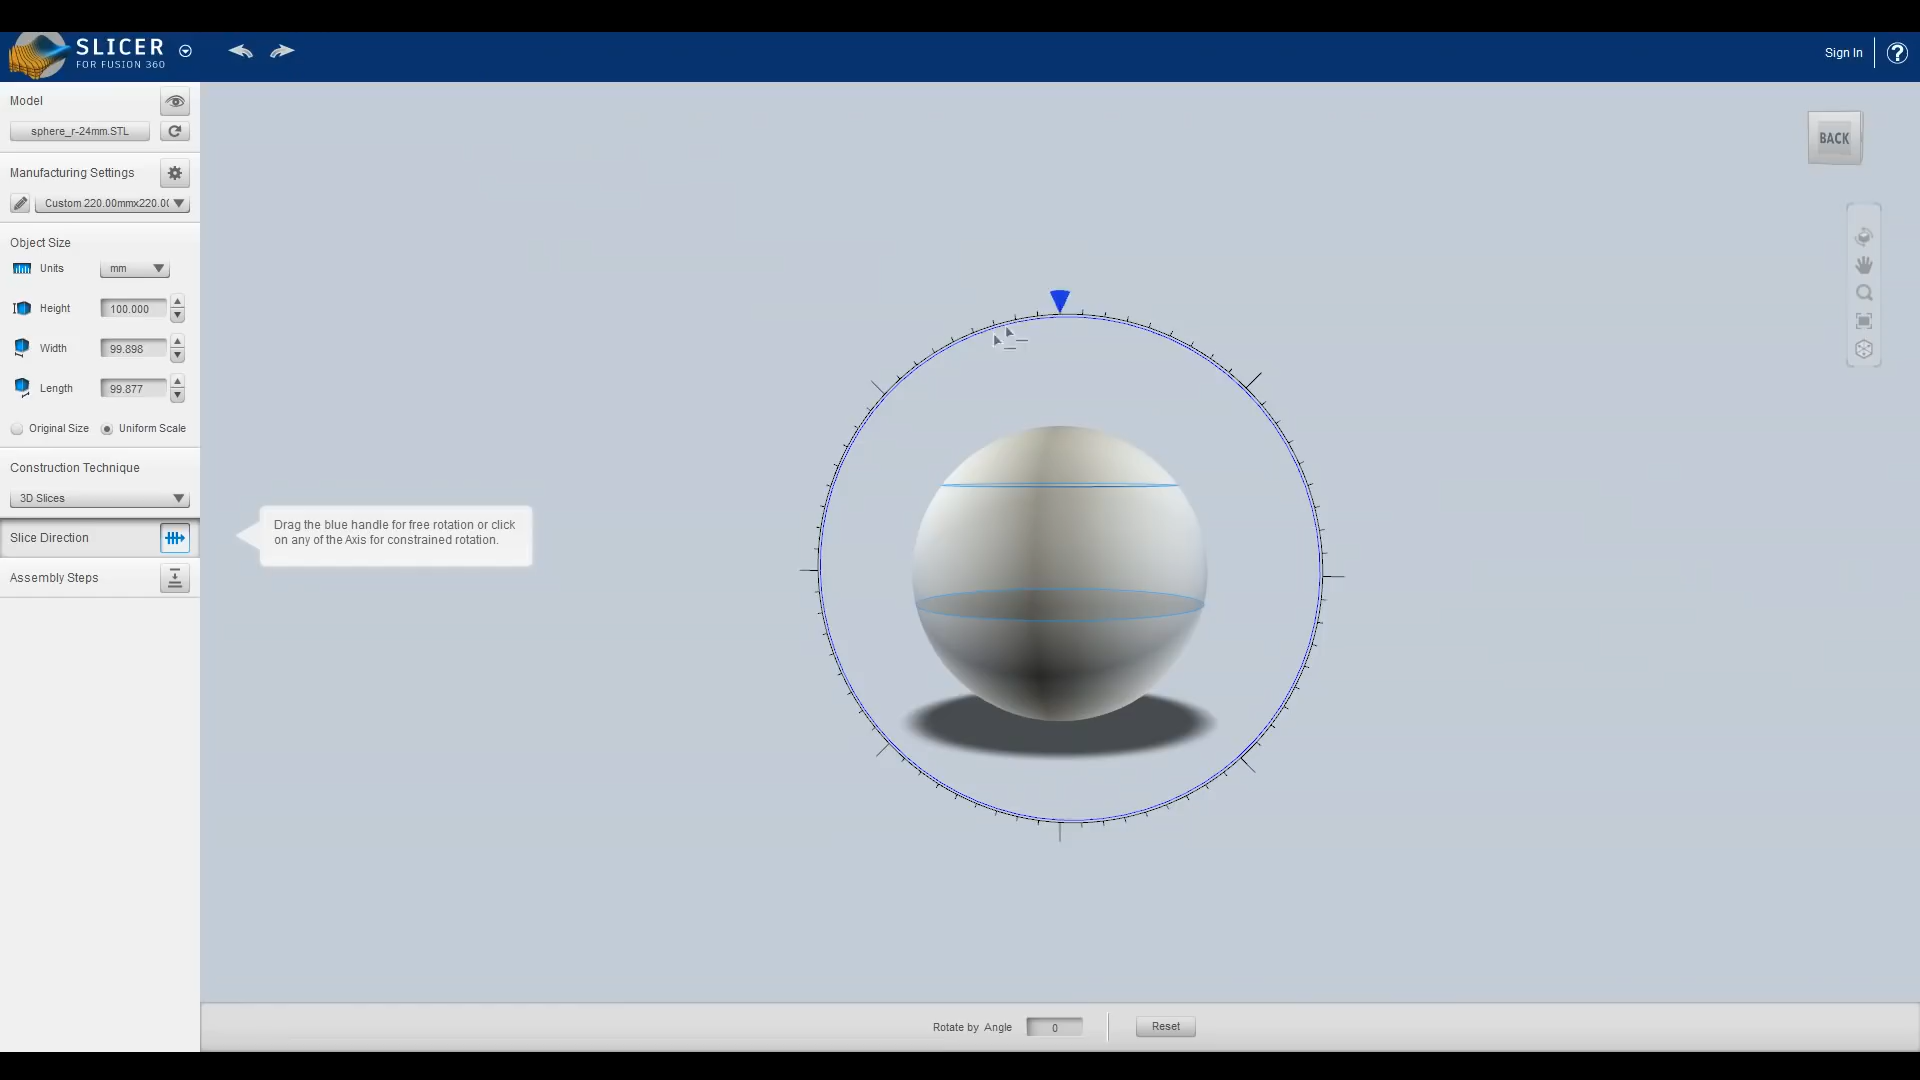 SLICER
FOR FUSION 360
Sign In
?
Model
sphere_r-24mm.STL
BACK
Manufacturing Settings
Custom 220.00mmx220.0(
Object Size
Units
mm
Height
100.000
Width
99.898
Length
99.877
Original Size
Uniform Scale
Construction Technique
3D Slices
Slice Direction
Drag the blue handle for free rotation or click
on any of the Axis for constrained rotation.
Assembly Steps
Rotate by Angle
0
Reset